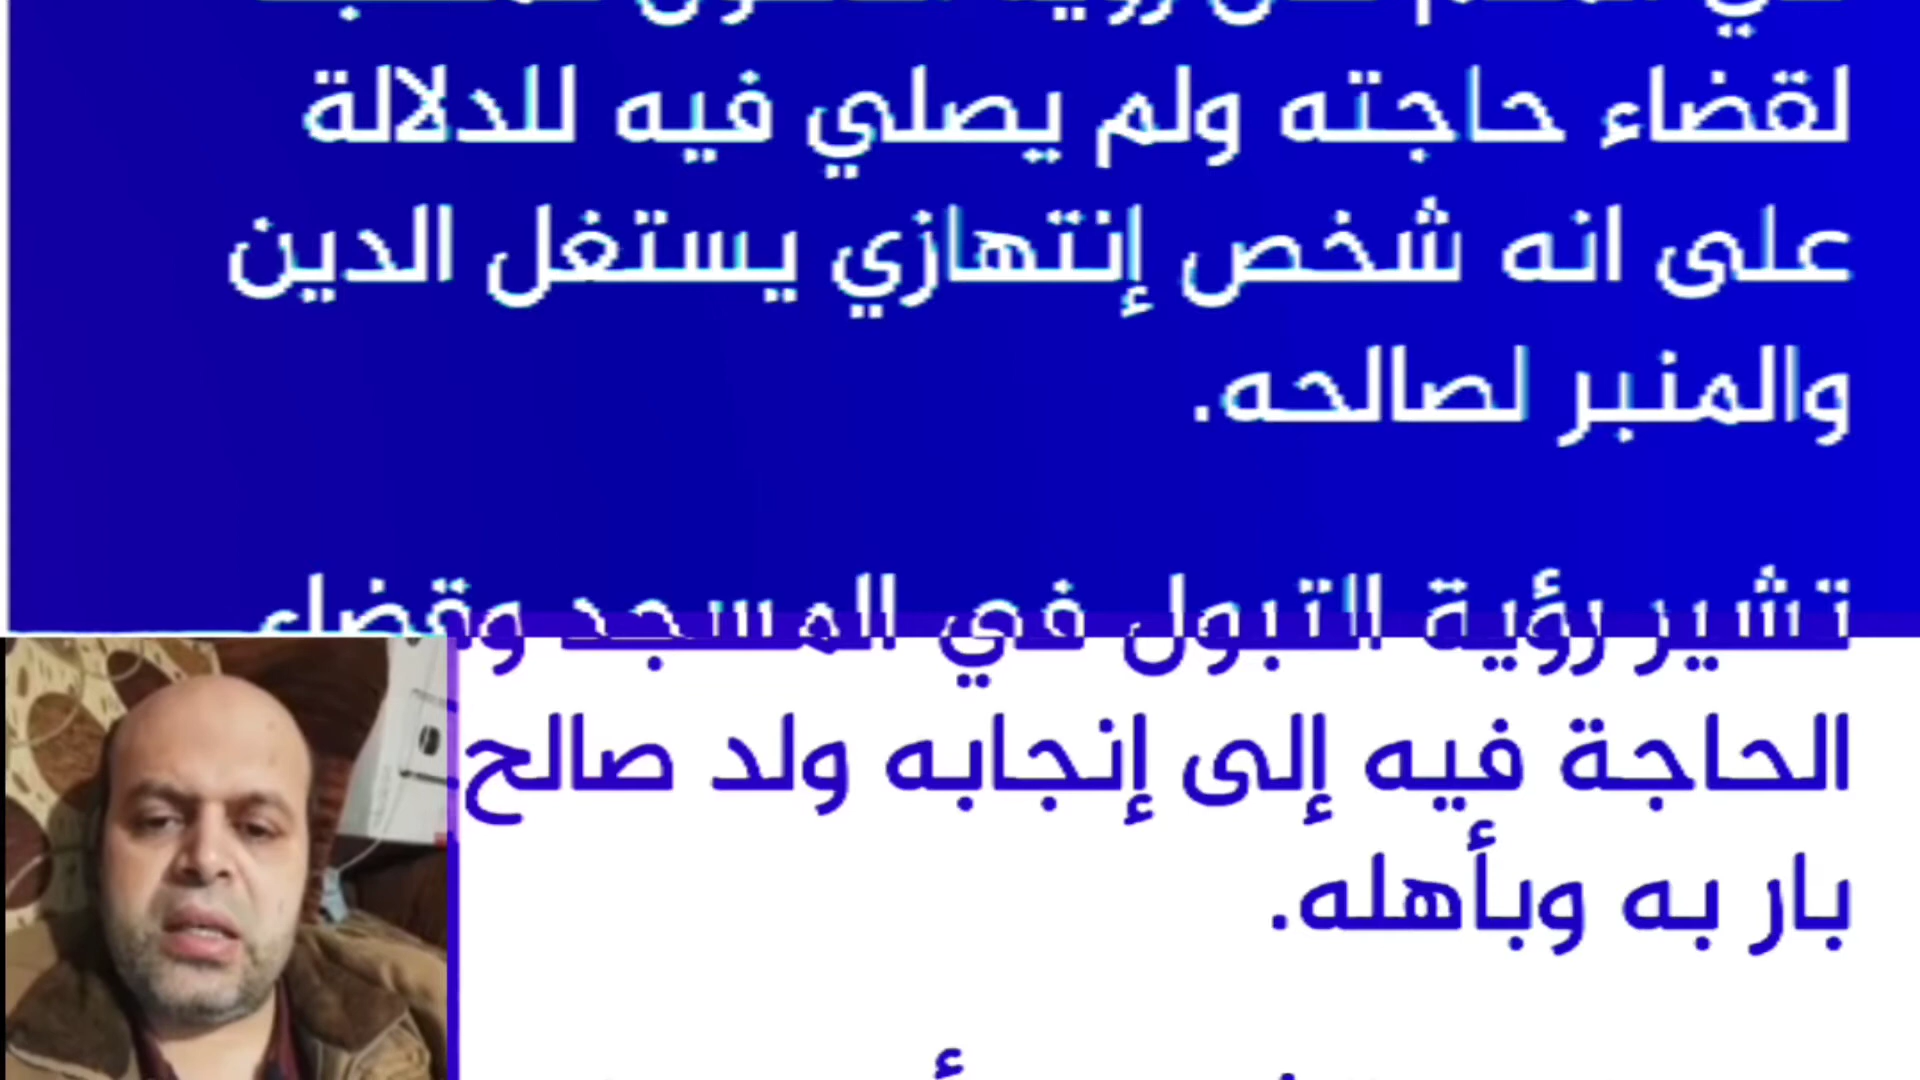 لقضاء حاجته ولم يصلي فيه للدلالة
على انه شخص إنتهازي يستغل الدين
والمنبر لصالحه.
تشير رؤية التبول في المسجد وقضاء
الحاجة فيه إلى إنجابه ولد صالح
بار به وبأهله.